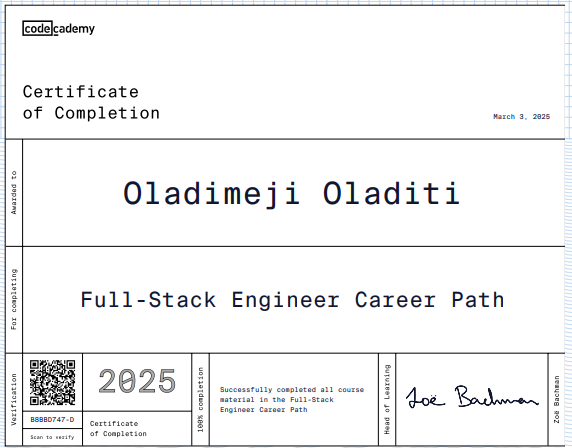 codecademy
Certificate
of Completion
March 3, 2025
Awarded to
Oladimeji Oladiti
For completing
Full-Stack Engineer Career Path
Verification
B8BBD747-D
Scan to verify
2025
Certificate
of Completion
100% completion
Successfully completed all course
material in the Full-Stack
Engineer Career Path
Head of Learning
Zoë Bachman
Zoë Bachman